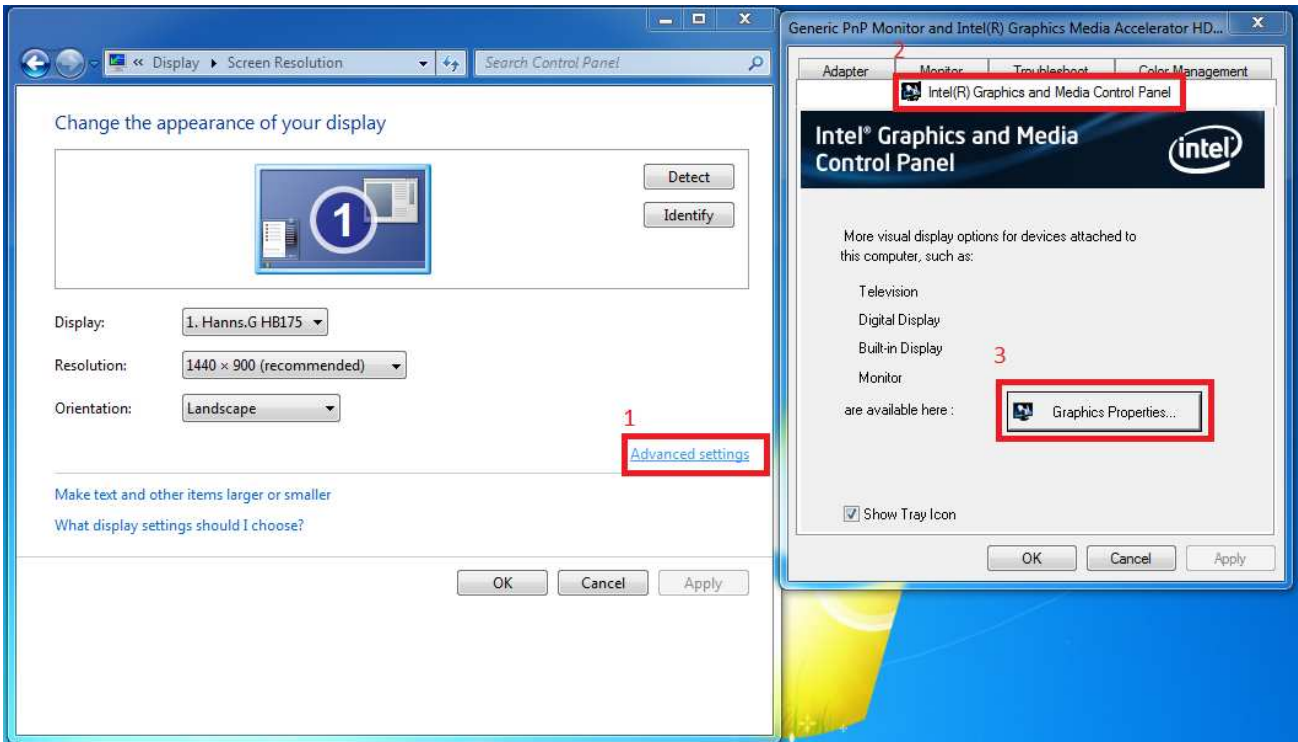 « Display ▸ Screen Resolution
Search Control Panel
Change the appearance of your display
1
Detect
Identify
Display:
1. Hanns.G HB175
Resolution:
1440 × 900 (recommended)
Orientation:
Landscape
1
Advanced settings
Make text and other items larger or smaller
What display settings should I choose?
OK
Cancel
Apply
Generic PnP Monitor and Intel(R) Graphics Media Accelerator HD...
2
Adapter
Monitor
Troubleshoot
Color Management
Intel(R) Graphics and Media Control Panel
Intel® Graphics and Media
Control Panel
intel
More visual display options for devices attached to
this computer, such as:
Television
Digital Display
Built-in Display
Monitor
3
are available here :
Graphics Properties...
Show Tray Icon
OK
Cancel
Apply